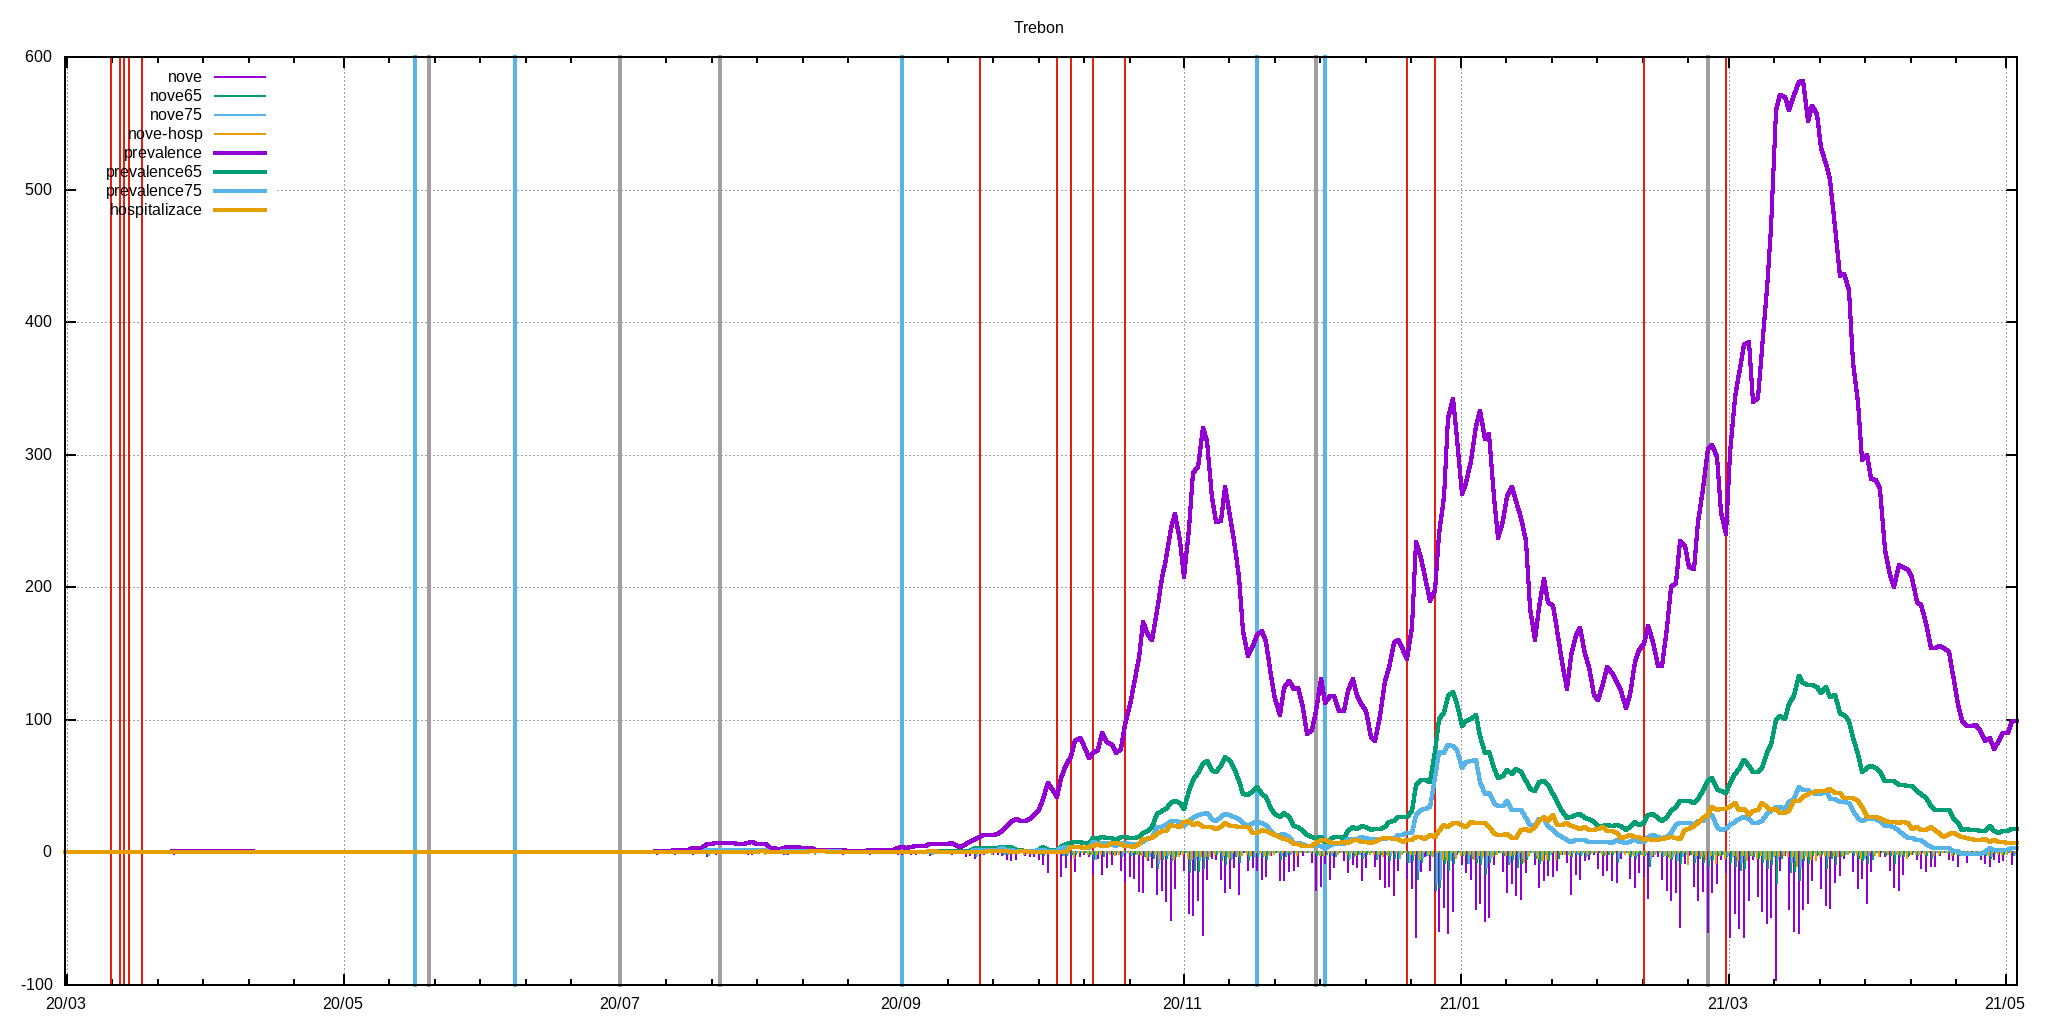 Trebon
600
500
400
300
200
100
0
-100
nove
nove65
nove75
nove-hosp
prevalence
prevalence65
prevalence75
hospitalizace
20/03 20/05 20/07 20/09 20/11 21/01 21/03 21/05